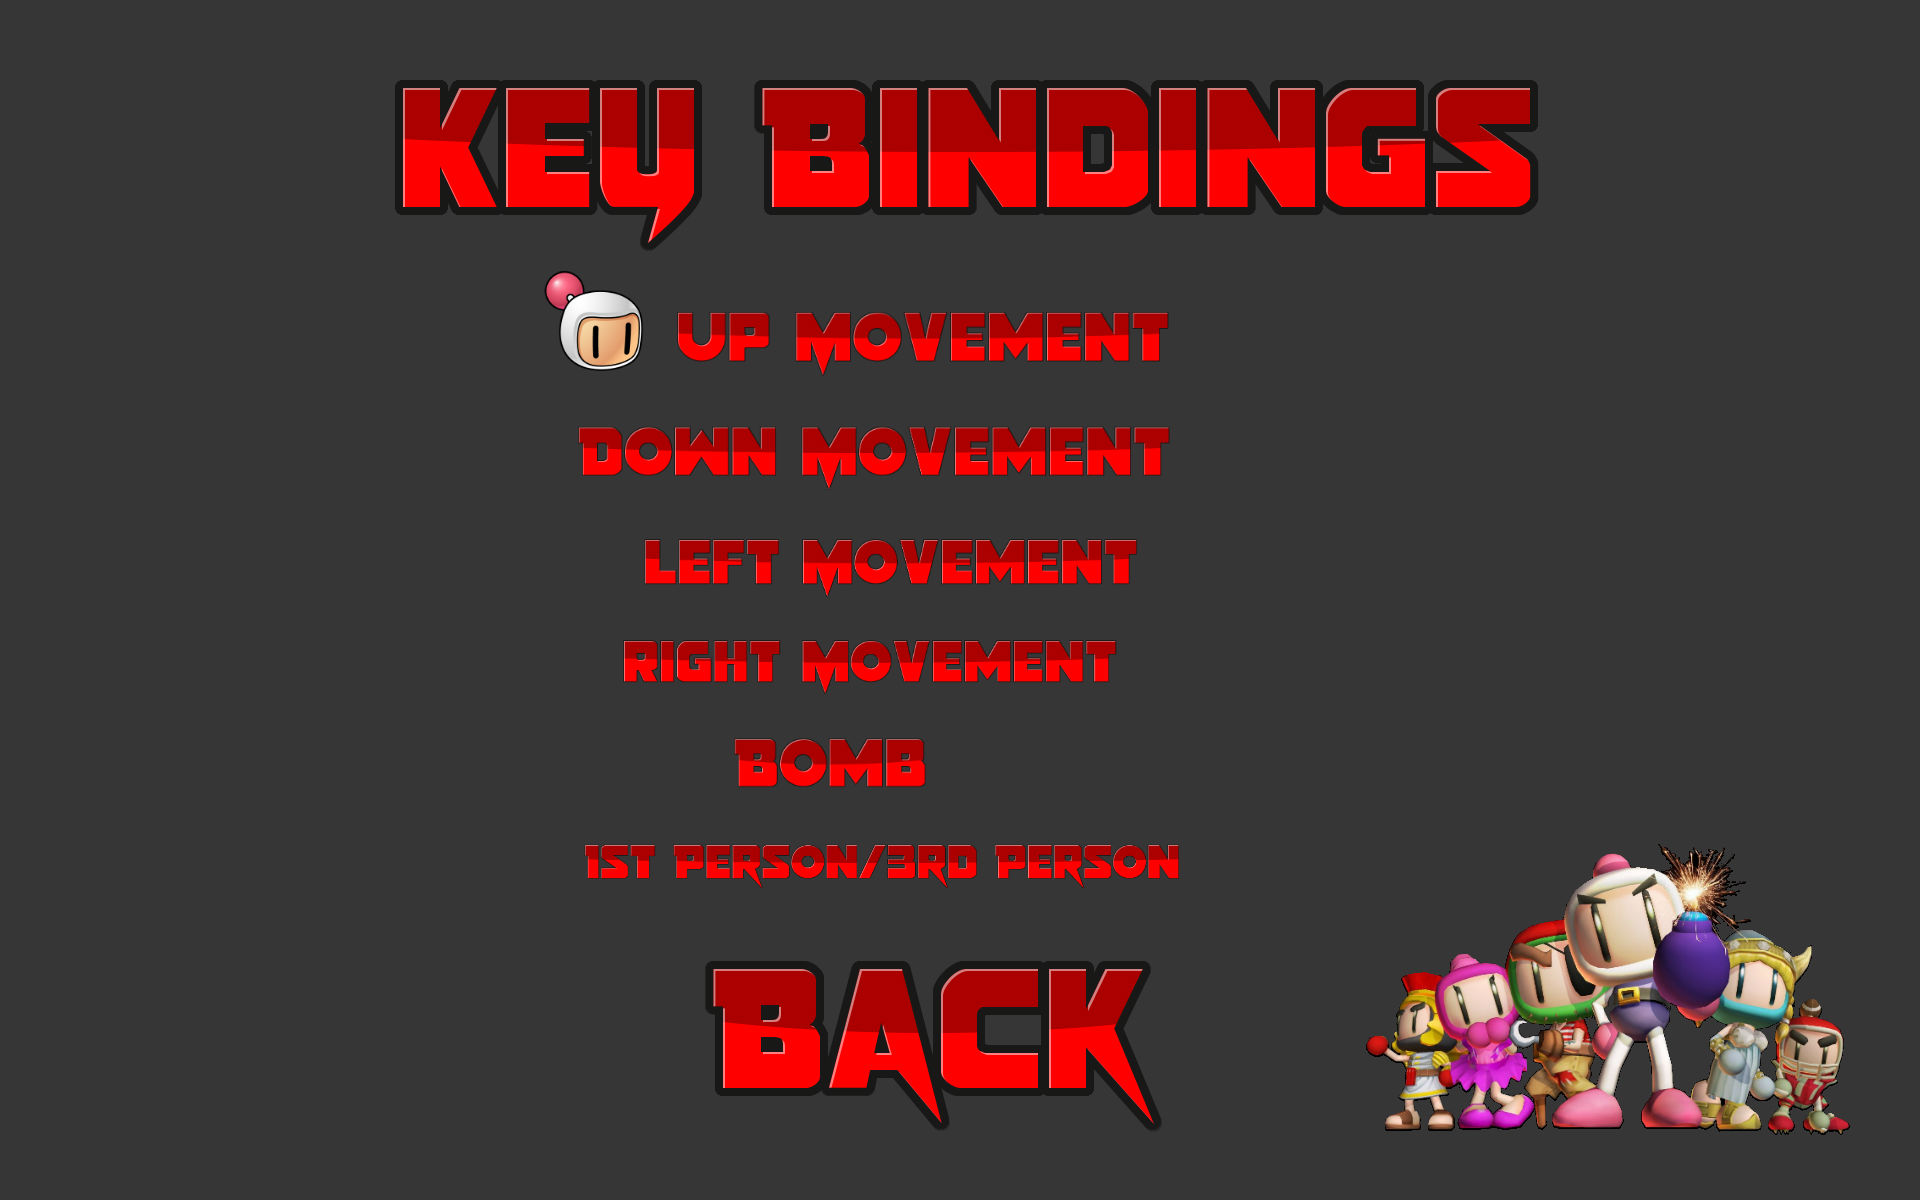 KEY BINDINGS
UP MOVEMENT
DOWN MOVEMENT
LEFT MOVEMENT
RIGHT MOVEMENT
BOMB
1ST PERSON/3RD PERSON
BACK